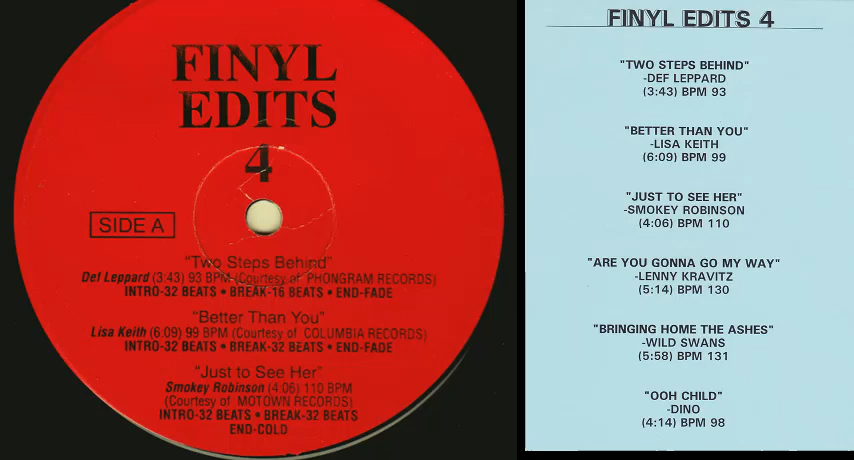 FINYL
EDITS
4
SIDE A
"Two Steps Behind"
Def Leppard (3:43) 93 BPM (Courtesy of PHONGRAM RECORDS)
INTRO-32 BEATS • BREAK-16 BEATS • END-FADE
"Better Than You"
Lisa Keith (6:09) 99 BPM (Courtesy of COLUMBIA RECORDS)
INTRO-32 BEATS • BREAK-32 BEATS • END-FADE
"Just to See Her"
Smokey Robinson (4:06) 110 BPM
(Courtesy of MOTOWN RECORDS)
INTRO-32 BEATS • BREAK-32 BEATS
END-COLD
FINYL EDITS 4
"TWO STEPS BEHIND"
-DEF LEPPARD
(3:43) BPM 93
"BETTER THAN YOU"
-LISA KEITH
(6:09) BPM 99
"JUST TO SEE HER"
-SMOKEY ROBINSON
(4:06) BPM 110
"ARE YOU GONNA GO MY WAY"
-LENNY KRAVITZ
(5:14) BPM 130
"BRINGING HOME THE ASHES"
-WILD SWANS
(5:58) BPM 131
"OOH CHILD"
-DINO
(4:14) BPM 98